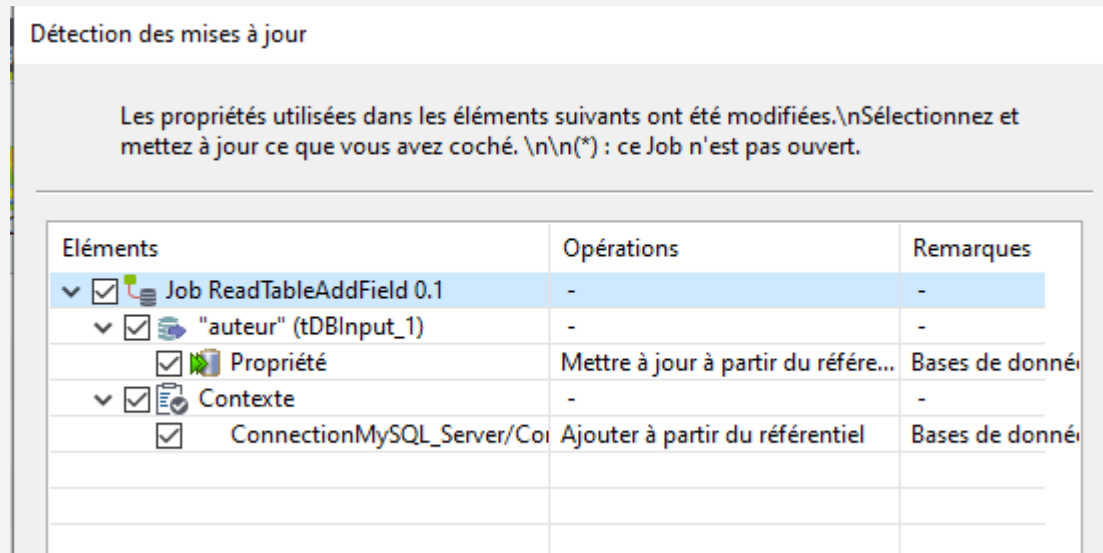 Détection des mises à jour
Les propriétés utilisées dans les éléments suivants ont été modifiées.\nSélectionnez et
mettez à jour ce que vous avez coché. \n\n(*) : ce Job n'est pas ouvert.
Eléments Opérations Remarques
Job ReadTableAddField 0.1 - -
"auteur" (tDBInput_1) - -
Propriété Mettre à jour à partir du référe... Bases de donné
Contexte - -
ConnectionMySQL_Server/Co Ajouter à partir du référentiel Bases de donné